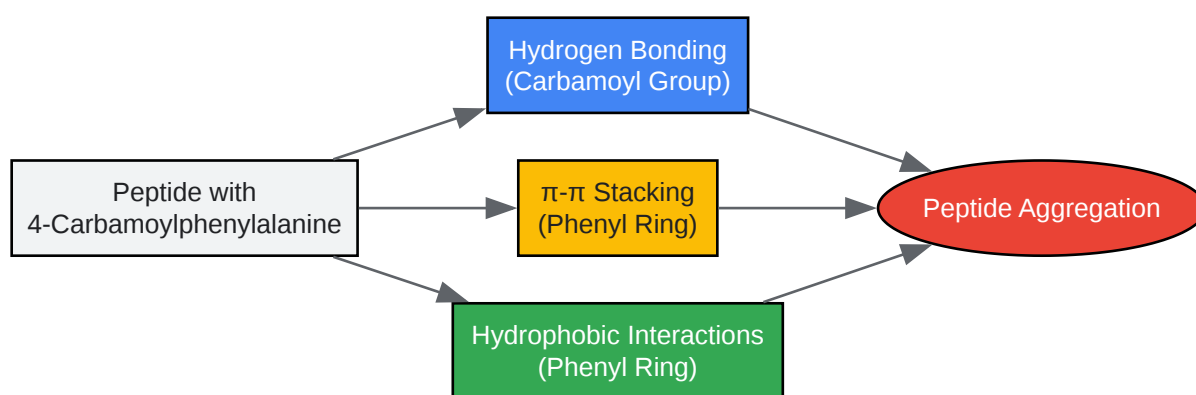 Hydrogen Bonding
(Carbamoyl Group)
Peptide with
4-Carbamoylphenylalanine
π-π Stacking
(Phenyl Ring)
Peptide Aggregation
Hydrophobic Interactions
(Phenyl Ring)